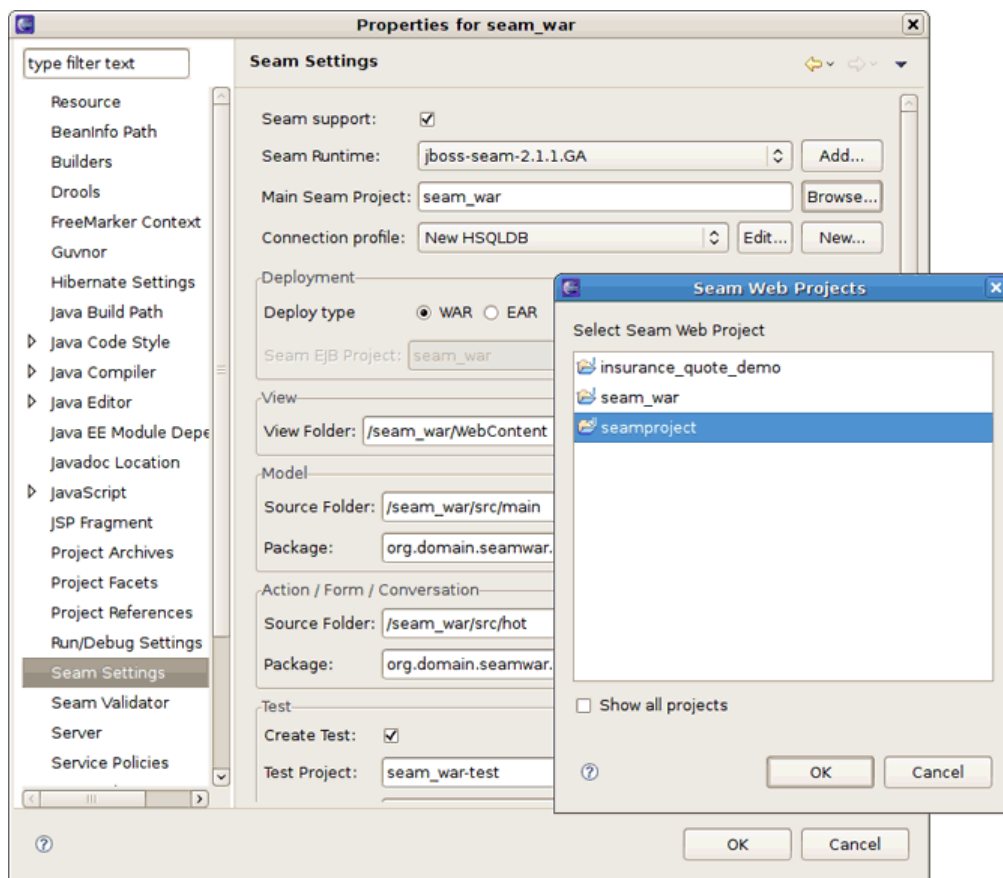 Properties for seam_war
type filter text
Resource
BeanInfo Path
Builders
Drools
FreeMarker Context
Guvnor
Hibernate Settings
Java Build Path
Java Code Style
Java Compiler
Java Editor
Java EE Module Depe
Javadoc Location
JavaScript
JSP Fragment
Project Archives
Project Facets
Project References
Run/Debug Settings
Seam Settings
Seam Validator
Server
Service Policies
Seam Settings
Seam support:
Seam Runtime: jboss-seam-2.1.1.GA Add...
Main Seam Project: seam_war Browse...
Connection profile: New HSQLDB Edit... New...
Deployment
Deploy type WAR EAR
Seam EJB Project: seam_war
View
View Folder: /seam_war/WebContent
Model
Source Folder: /seam_war/src/main
Package: org.domain.seamwar.
Action / Form / Conversation
Source Folder: /seam_war/src/hot
Package: org.domain.seamwar.
Test
Create Test:
Test Project: seam_war-test
Seam Web Projects
Select Seam Web Project
insurance_quote_demo
seam_war
seamproject
Show all projects
? OK Cancel
? OK Cancel